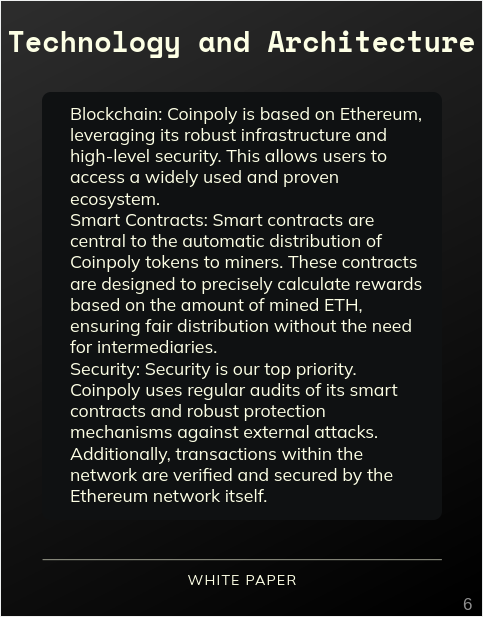 Technology and Architecture
Blockchain: Coinpoly is based on Ethereum,
leveraging its robust infrastructure and
high-level security. This allows users to
access a widely used and proven
ecosystem.
Smart Contracts: Smart contracts are
central to the automatic distribution of
Coinpoly tokens to miners. These contracts
are designed to precisely calculate rewards
based on the amount of mined ETH,
ensuring fair distribution without the need
for intermediaries.
Security: Security is our top priority.
Coinpoly uses regular audits of its smart
contracts and robust protection
mechanisms against external attacks.
Additionally, transactions within the
network are verified and secured by the
Ethereum network itself.
WHITE PAPER
6